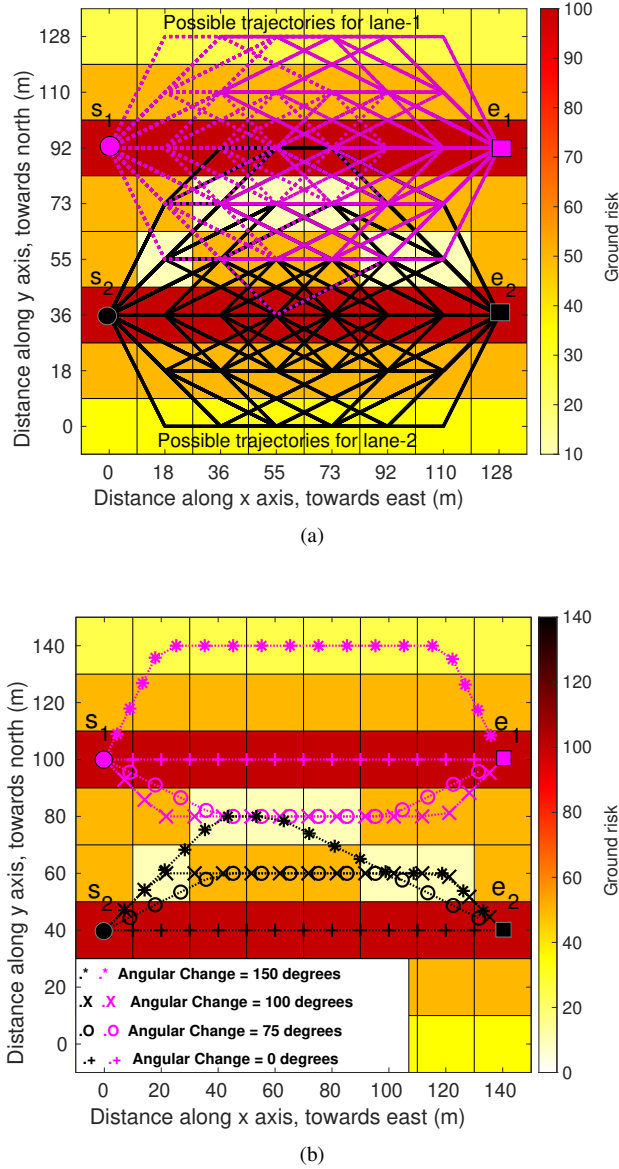 Possible trajectories for lane-1
128
110
92
73
55
36
18
0
Distance along y axis, towards north (m)
s1
e1
s2
e2
Possible trajectories for lane-2
0 18 36 55 73 92 110 128
Distance along x axis, towards east (m)
100
90
80
70
60
50
40
30
20
10
Ground risk
(a)
140
120
100
80
60
40
20
0
Distance along y axis, towards north (m)
s1
e1
s2
e2
.* .* Angular Change = 150 degrees
.X .X Angular Change = 100 degrees
.O .O Angular Change = 75 degrees
.+ .+ Angular Change = 0 degrees
0 20 40 60 80 100 120 140
Distance along x axis, towards east (m)
140
120
100
80
60
40
20
0
Ground risk
(b)